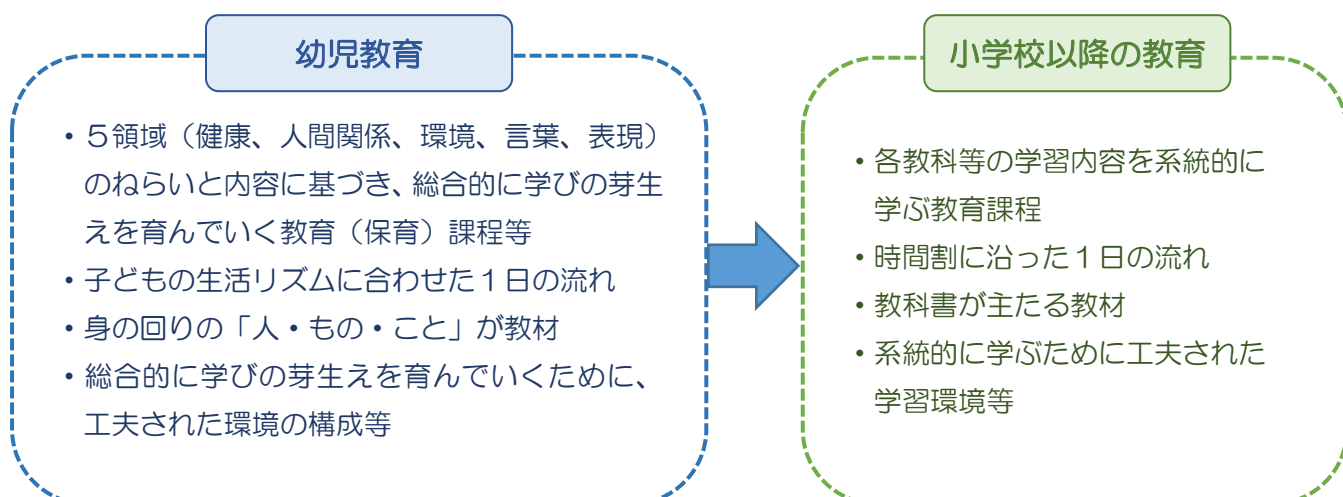 幼児教育
・５領域（健康、人間関係、環境、言葉、表現）
のねらいと内容に基づき、総合的に学びの芽生
えを育んでいく教育（保育）課程等
・子どもの生活リズムに合わせた１日の流れ
・身の回りの「人・もの・こと」が教材
・総合的に学びの芽生えを育んでいくために、
工夫された環境の構成等
小学校以降の教育
・各教科等の学習内容を系統的に
学ぶ教育課程
・時間割に沿った１日の流れ
・教科書が主たる教材
・系統的に学ぶために工夫された
学習環境等